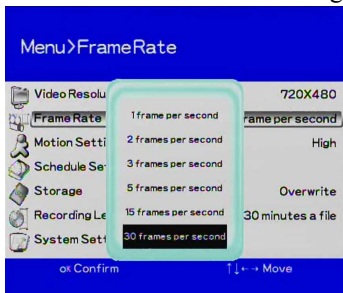 Menu>FrameRate
Video Resolu 720X480
Frame Rate rame per second
1 frame per second
2 frames per second
Motion Setti High
3 frames per second
Schedule Se
5 frames per second
Storage Overwrite
15 frames per second
Recording Le 30 minutes a file
30 frames per second
System Sett
ok Confirm ↑↓←→ Move